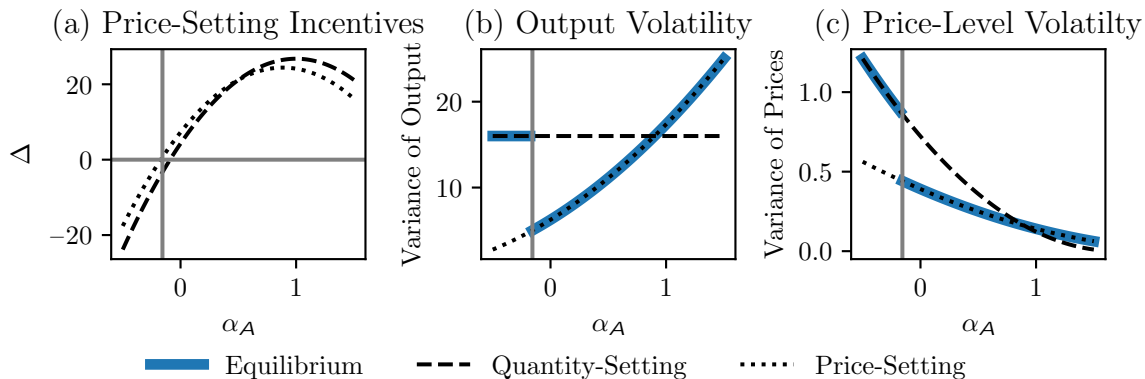 (a) Price-Setting Incentives
(b) Output Volatility
(c) Price-Level Volatilty
Δ
20
0
−20
0
1
α_A
Variance of Output
20
10
0
1
α_A
Variance of Prices
1.0
0.5
0.0
0
1
α_A
Equilibrium
Quantity-Setting
Price-Setting